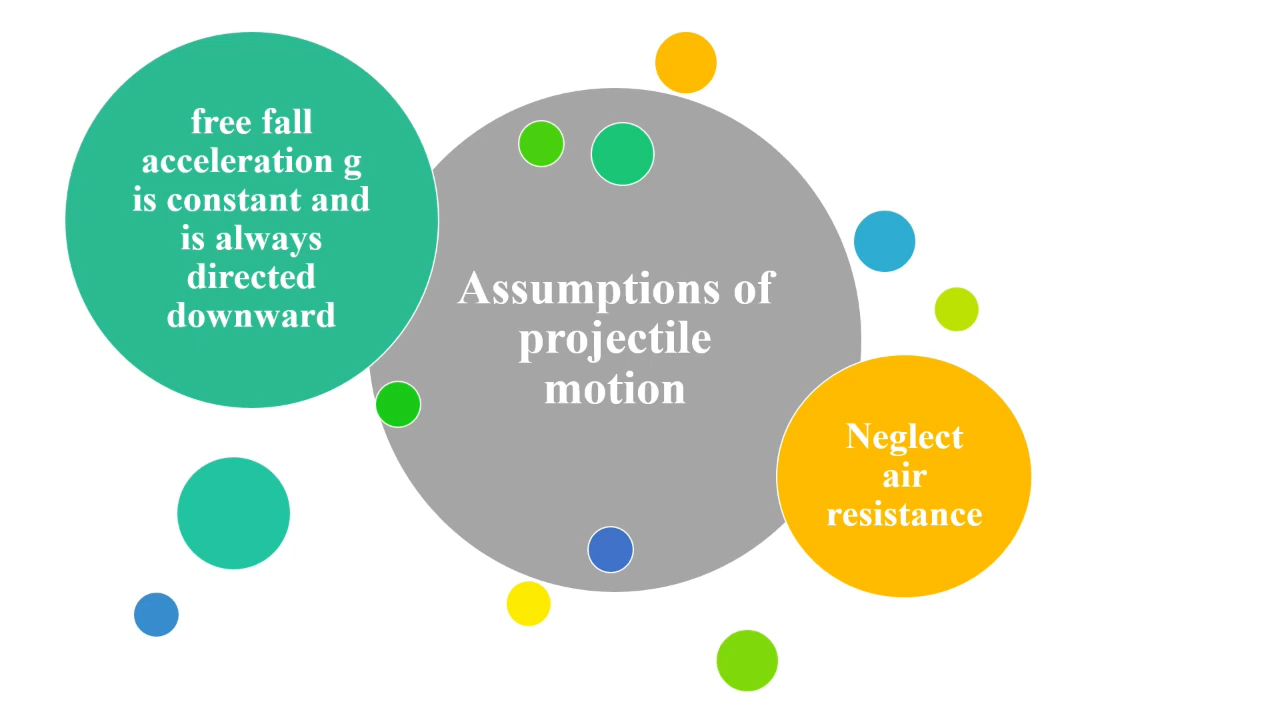 free fall
acceleration g
is constant and
is always
directed
downward
Assumptions of
projectile
motion
Neglect
air
resistance